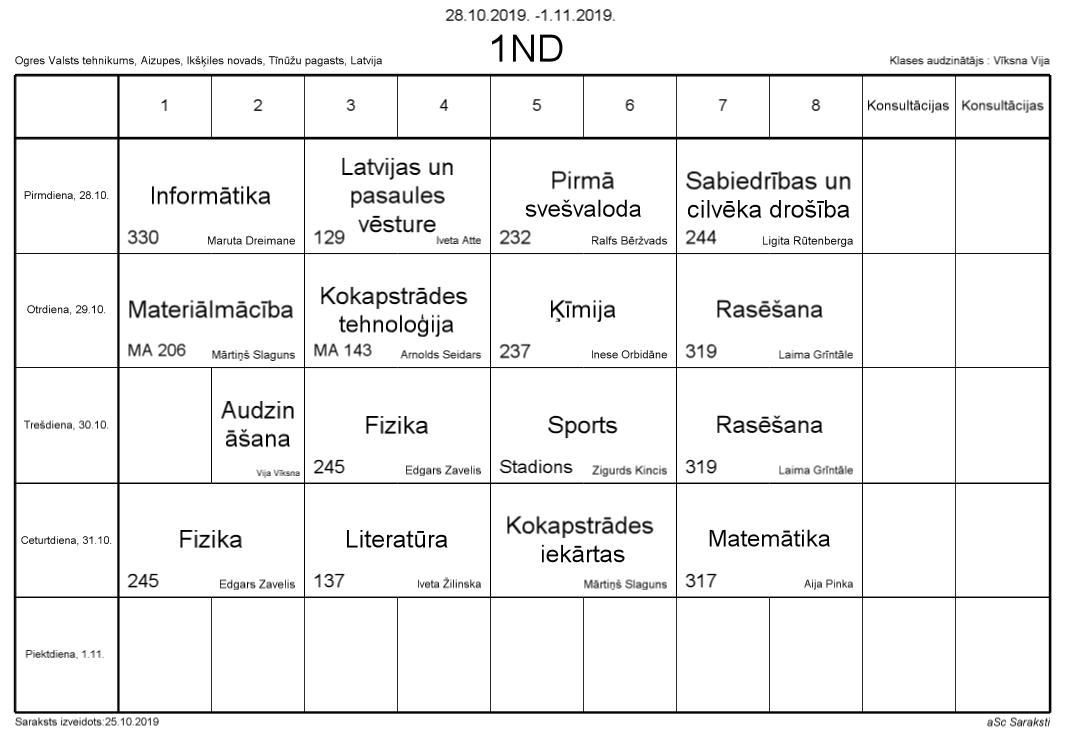 28.10.2019. -1.11.2019.
1ND
Ogres Valsts tehnikums, Aizupes, Ikšķiles novads, Tīnūžu pagasts, Latvija
Klases audzinātājs : Vīksna Vija
1 2 3 4 5 6 7 8 Konsultācijas Konsultācijas
Pirmdiena, 28.10.
Informātika
330 Maruta Dreimane
Latvijas un
pasaules
vēsture
129 Iveta Atte
Pirmā
svešvaloda
232 Ralfs Bēržvads
Sabiedrības un
cilvēka drošība
244 Ligita Rūtenberga
Otrdiena, 29.10.
Materiālmācība
MA 206 Mārtiņš Slaguns
Kokapstrādes
tehnoloģija
MA 143 Arnolds Seidars
Ķīmija
237 Inese Orbidāne
Rasēšana
319 Laima Grīntāle
Trešdiena, 30.10.
Audzin
āšana
Vija Vīksna
Fizika
245 Edgars Zavelis
Sports
Stadions Zigurds Kincis
Rasēšana
319 Laima Grīntāle
Ceturtdiena, 31.10.
Fizika
245 Edgars Zavelis
Literatūra
137 Iveta Žilinska
Kokapstrādes
iekārtas
Mārtiņš Slaguns
Matemātika
317 Aija Pinka
Piektdiena, 1.11.
Saraksts izveidots:25.10.2019
aSc Saraksti